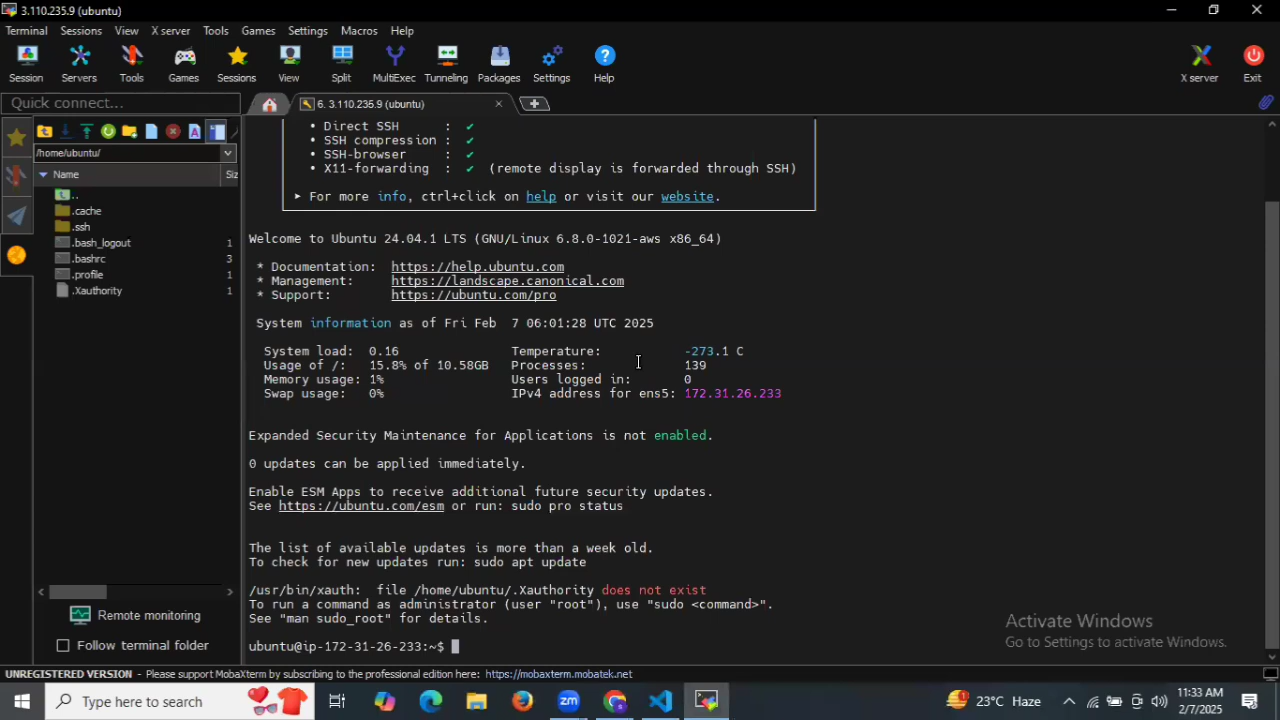 3.110.235.9 (ubuntu)
Terminal Sessions View X server Tools Games Settings Macros Help
Session Servers Tools Games Sessions View Split MultiExec Tunneling Packages Settings Help X server Exit
Quick connect...
6. 3.110.235.9 (ubuntu)
/home/ubuntu/
Name Siz
..
.cache
.ssh
.bash_logout 1
.bashrc 3
.profile 1
.Xauthority 1
Remote monitoring
Follow terminal folder
• Direct SSH : ✔
• SSH compression : ✔
• SSH-browser : ✔
• X11-forwarding : ✔ (remote display is forwarded through SSH)
➤ For more info, ctrl+click on help or visit our website.
Welcome to Ubuntu 24.04.1 LTS (GNU/Linux 6.8.0-1021-aws x86_64)
* Documentation: https://help.ubuntu.com
* Management: https://landscape.canonical.com
* Support: https://ubuntu.com/pro
System information as of Fri Feb 7 06:01:28 UTC 2025
System load: 0.16 Temperature: -273.1 C
Usage of /: 15.8% of 10.58GB Processes: 139
Memory usage: 1% Users logged in: 0
Swap usage: 0% IPv4 address for ens5: 172.31.26.233
Expanded Security Maintenance for Applications is not enabled.
0 updates can be applied immediately.
Enable ESM Apps to receive additional future security updates.
See https://ubuntu.com/esm or run: sudo pro status
The list of available updates is more than a week old.
To check for new updates run: sudo apt update
/usr/bin/xauth: file /home/ubuntu/.Xauthority does not exist
To run a command as administrator (user "root"), use "sudo <command>".
See "man sudo_root" for details.
ubuntu@ip-172-31-26-233:~$
Activate Windows
Go to Settings to activate Windows.
UNREGISTERED VERSION - Please support MobaXterm by subscribing to the professional edition here: https://mobaxterm.mobatek.net
Type here to search
zm
23°C Haze
11:33 AM
2/7/2025